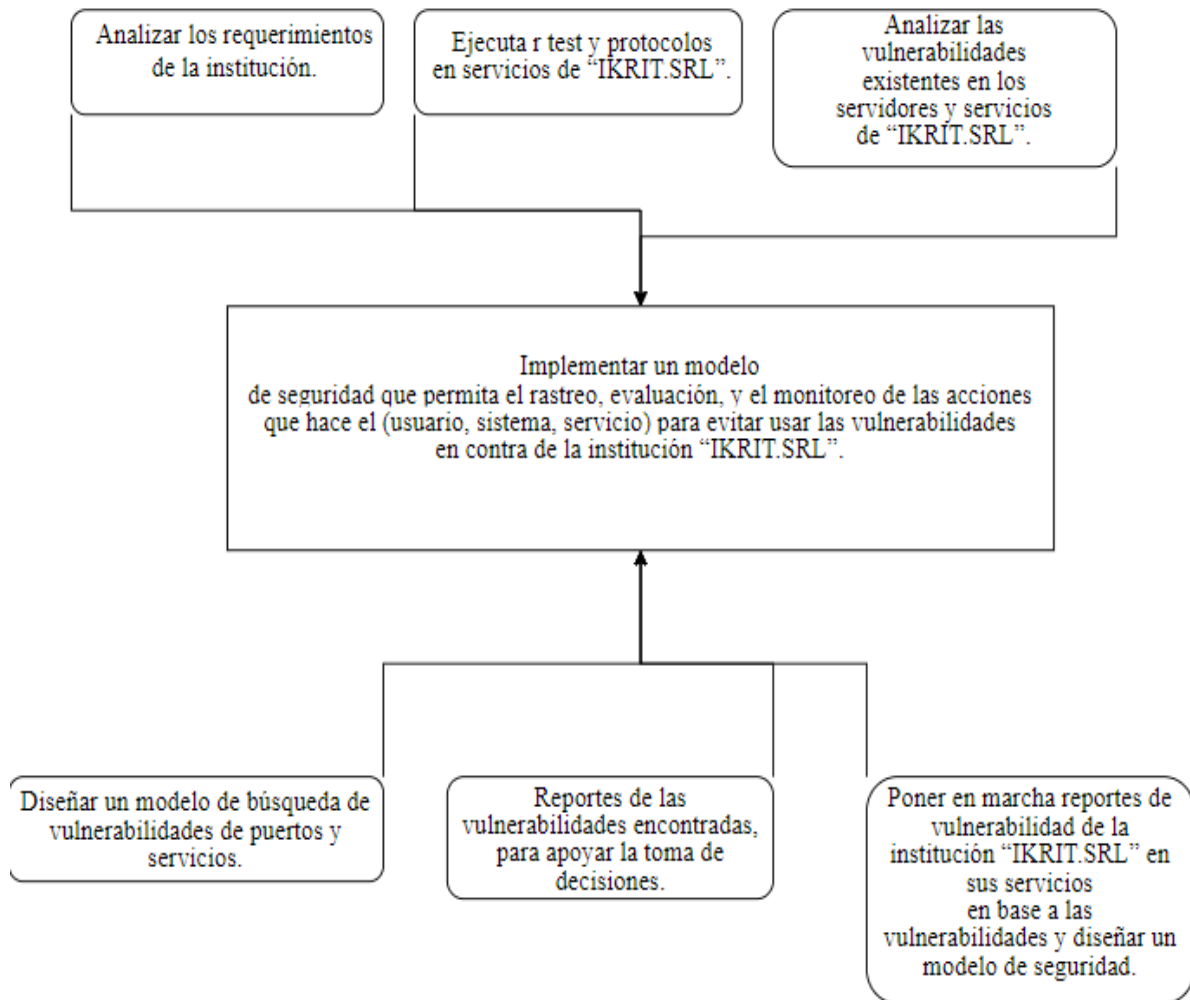 Analizar los requerimientos
de la institución.
Ejecuta r test y protocolos
en servicios de “IKRIT.SRL”.
Analizar las
vulnerabilidades
existentes en los
servidores y servicios
de “IKRIT.SRL”.
Implementar un modelo
de seguridad que permita el rastreo, evaluación, y el monitoreo de las acciones
que hace el (usuario, sistema, servicio) para evitar usar las vulnerabilidades
en contra de la institución “IKRIT.SRL”.
Diseñar un modelo de búsqueda de
vulnerabilidades de puertos y
servicios.
Reportes de las
vulnerabilidades encontradas,
para apoyar la toma de
decisiones.
Poner en marcha reportes de
vulnerabilidad de la
institución “IKRIT.SRL” en
sus servicios
en base a las
vulnerabilidades y diseñar un
modelo de seguridad.